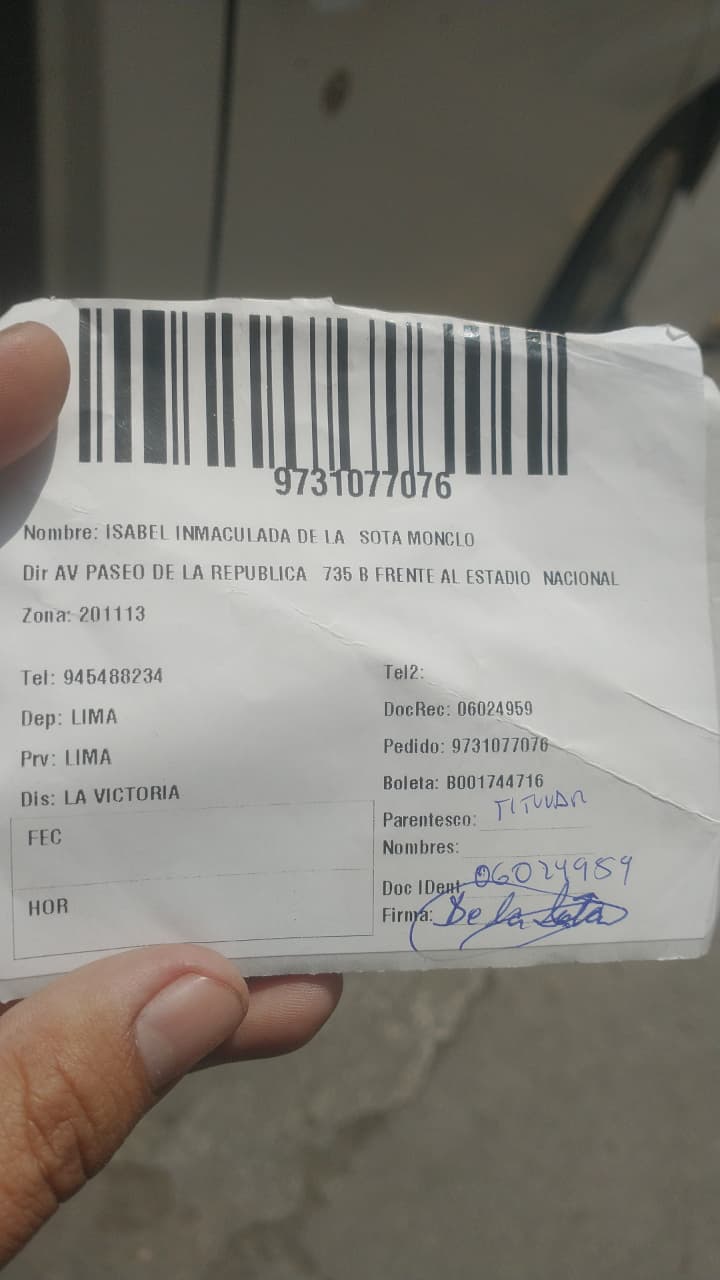 9731077076
Nombre: ISABEL INMACULADA DE LA SOTA MONCLO
Dir AV PASEO DE LA REPUBLICA 735 B FRENTE AL ESTADIO NACIONAL
Zona: 201113
Tel: 945488234
Dep: LIMA
Prv: LIMA
Dis: LA VICTORIA
FEC
HOR
Tel2:
DocRec: 06024959
Pedido: 9731077076
Boleta: B001744716
Parentesco: TITULAR
Nombres:
Doc IDent 06024959
Firma: De la Sota